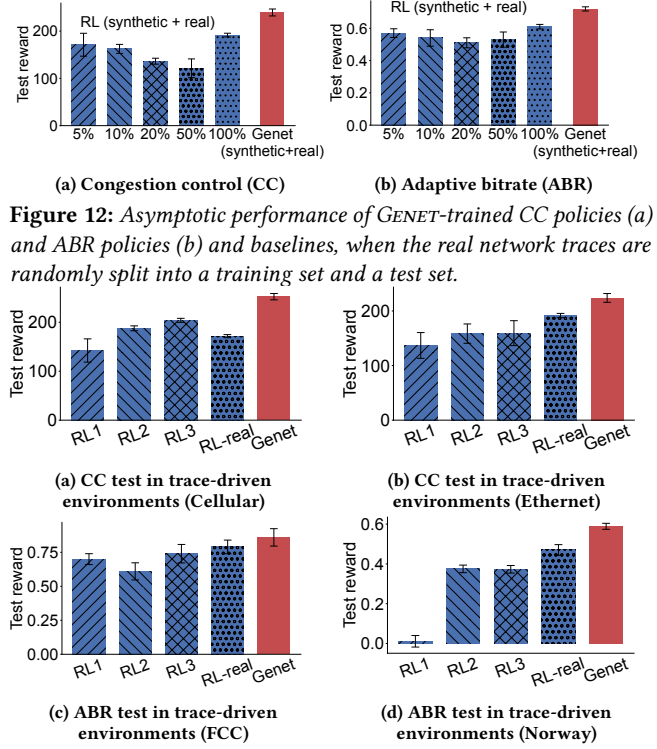 RL (synthetic + real)
Test reward
200
100
0
5% 10% 20% 50% 100% Genet
(synthetic+real)
(a) Congestion control (CC)
RL (synthetic + real)
Test reward
0.6
0.4
0.2
0.0
5% 10% 20% 50% 100% Genet
(synthetic+real)
(b) Adaptive bitrate (ABR)
Figure 12: Asymptotic performance of GENET-trained CC policies (a)
and ABR policies (b) and baselines, when the real network traces are
randomly split into a training set and a test set.
Test reward
200
100
0
RL1 RL2 RL3 RL-real Genet
(a) CC test in trace-driven
environments (Cellular)
Test reward
200
100
0
RL1 RL2 RL3 RL-real Genet
(b) CC test in trace-driven
environments (Ethernet)
Test reward
0.75
0.50
0.25
0.00
RL1 RL2 RL3 RL-real Genet
(c) ABR test in trace-driven
environments (FCC)
Test reward
0.6
0.4
0.2
0.0
RL1 RL2 RL3 RL-real Genet
(d) ABR test in trace-driven
environments (Norway)